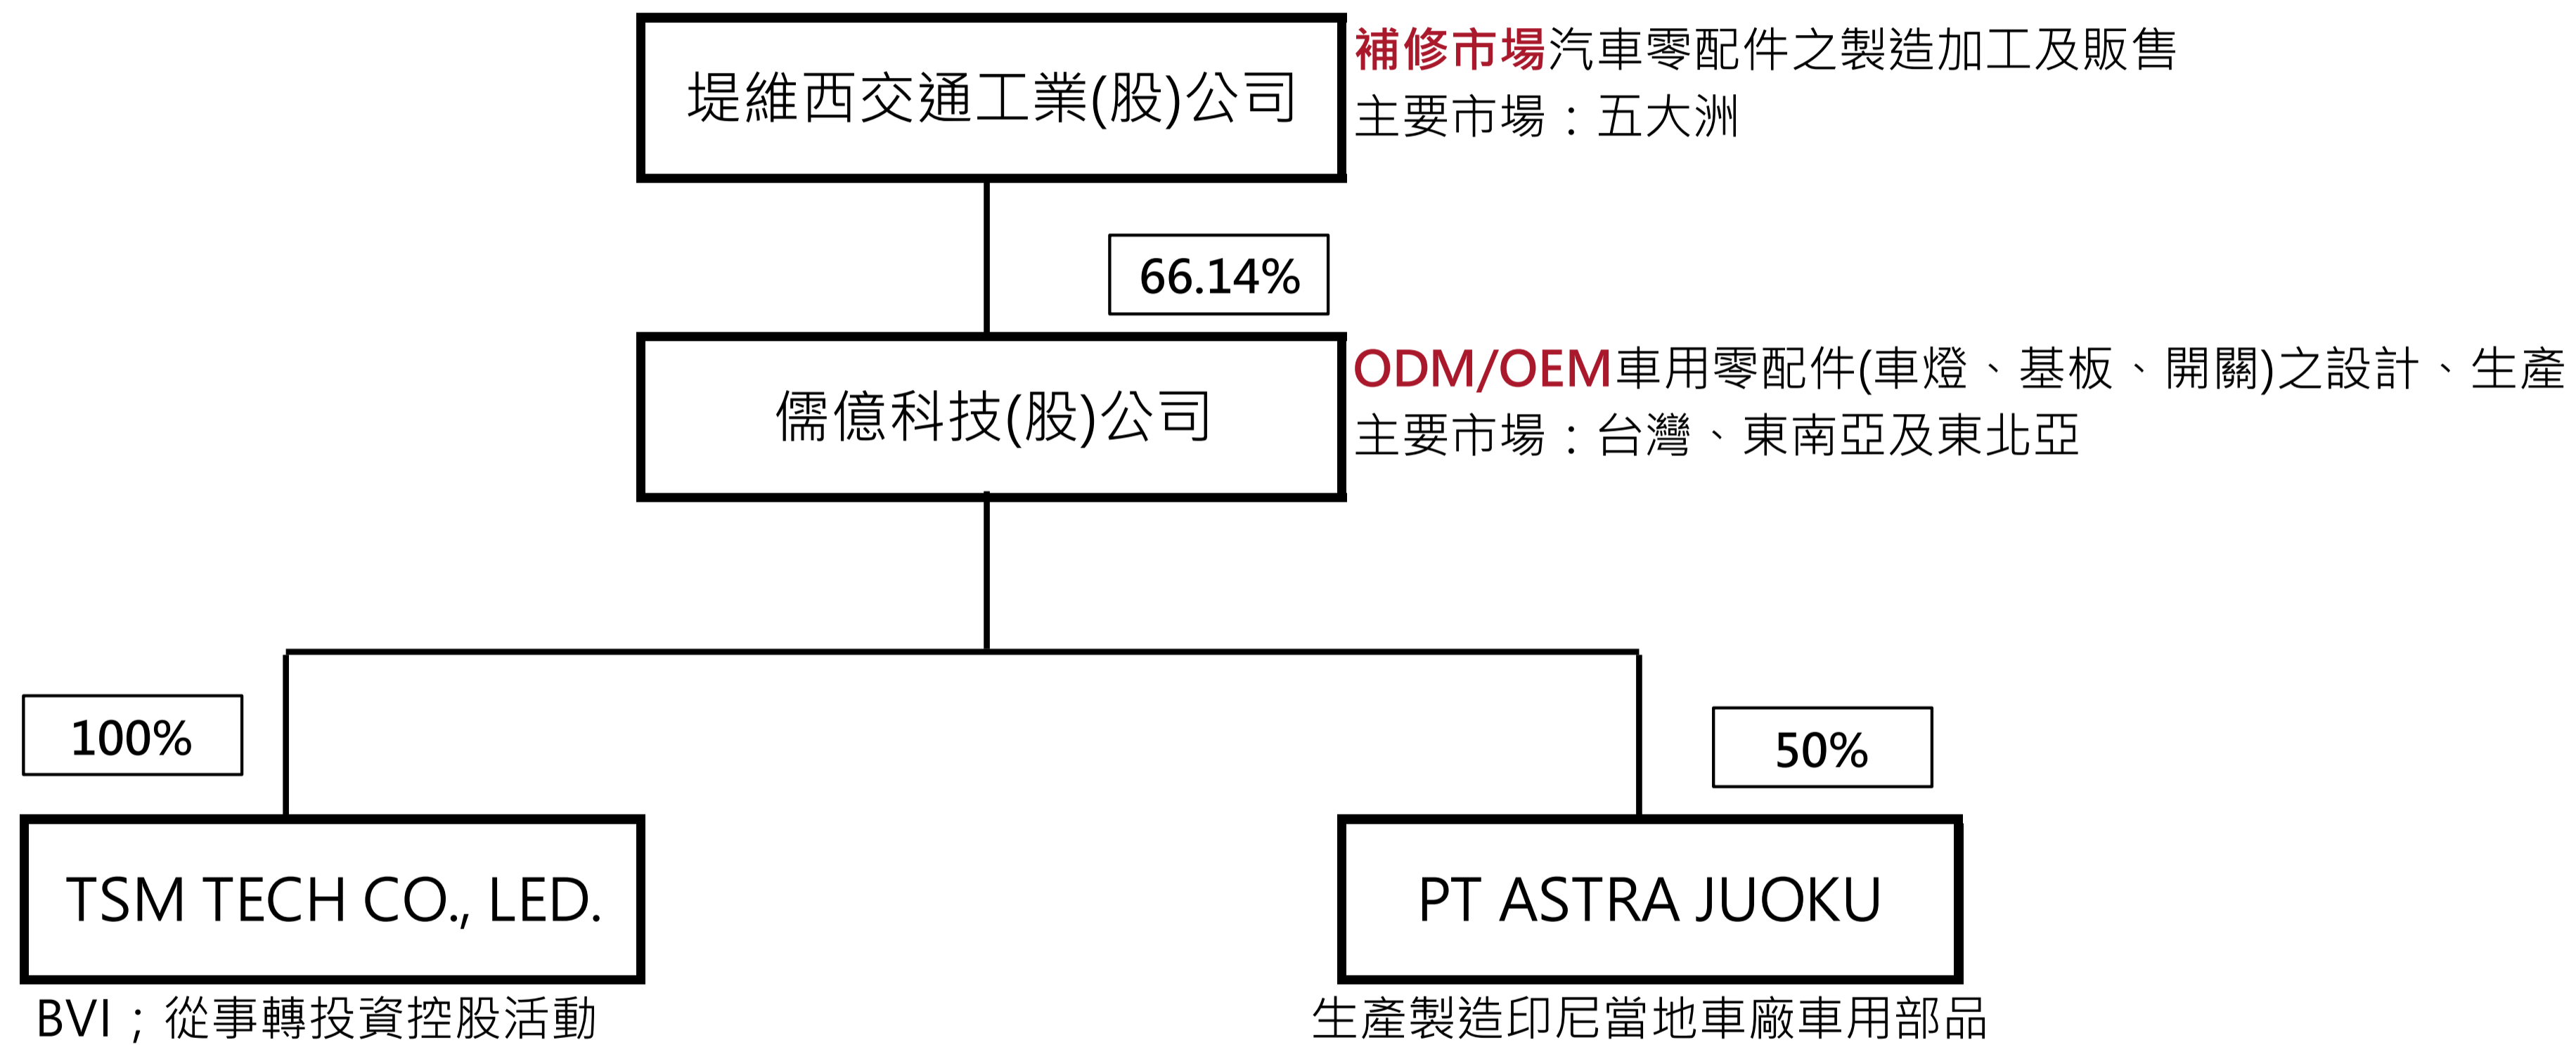 堤維西交通工業(股)公司
補修市場汽車零配件之製造加工及販售
主要市場：五大洲
66.14%
儒億科技(股)公司
ODM/OEM車用零配件(車燈、基板、開關)之設計、生產
主要市場：台灣、東南亞及東北亞
100%
50%
TSM TECH CO., LED.
PT ASTRA JUOKU
BVI；從事轉投資控股活動
生產製造印尼當地車廠車用部品